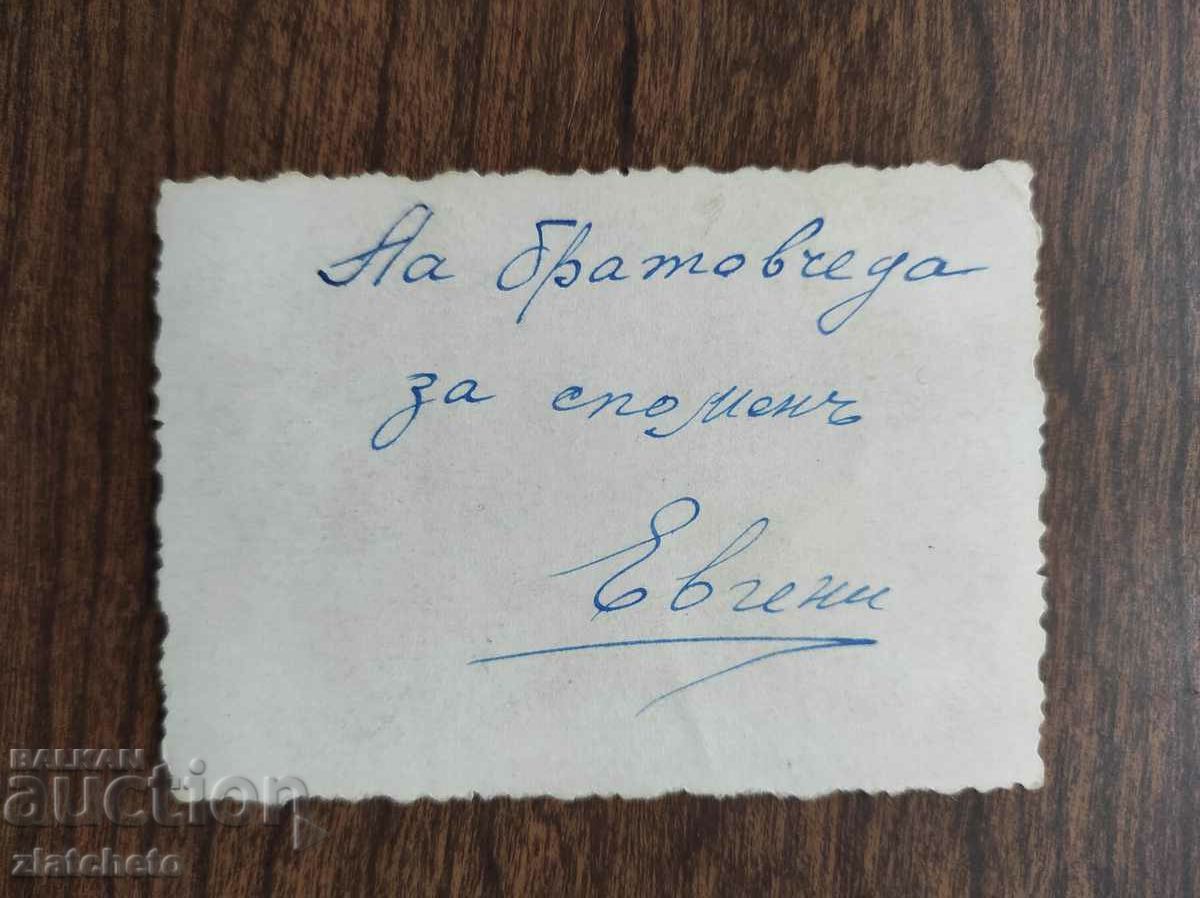 На братовчеда
за споменъ
Евгени
BALKAN
auction
zlatcheto